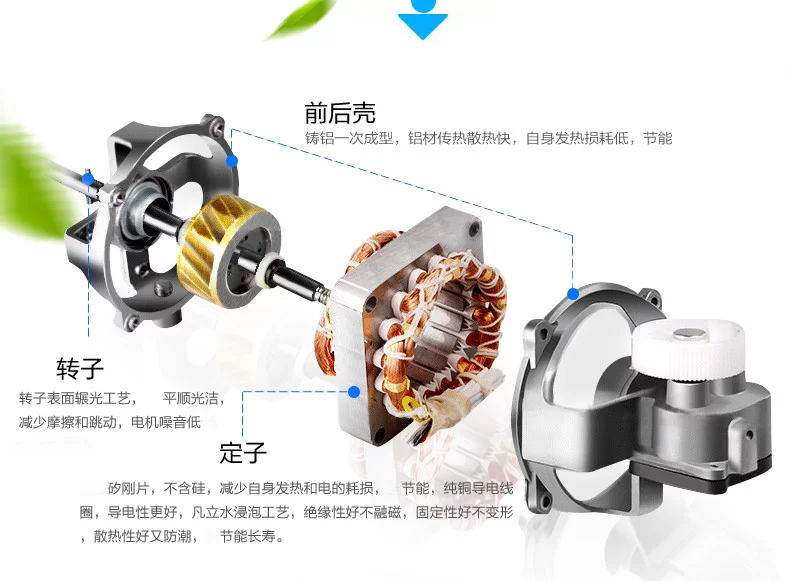 前后壳
铸铝一次成型，铝材传热散热快，自身发热损耗低，节能
转子
转子表面辗光工艺， 平顺光洁，
减少摩擦和跳动，电机噪音低
定子
矽刚片，不含硅，减少自身发热和电的耗损， 节能，纯铜导电线
圈，导电性更好，凡立水浸泡工艺，绝缘性好不融磁，固定性好不变形
，散热性好又防潮， 节能长寿。